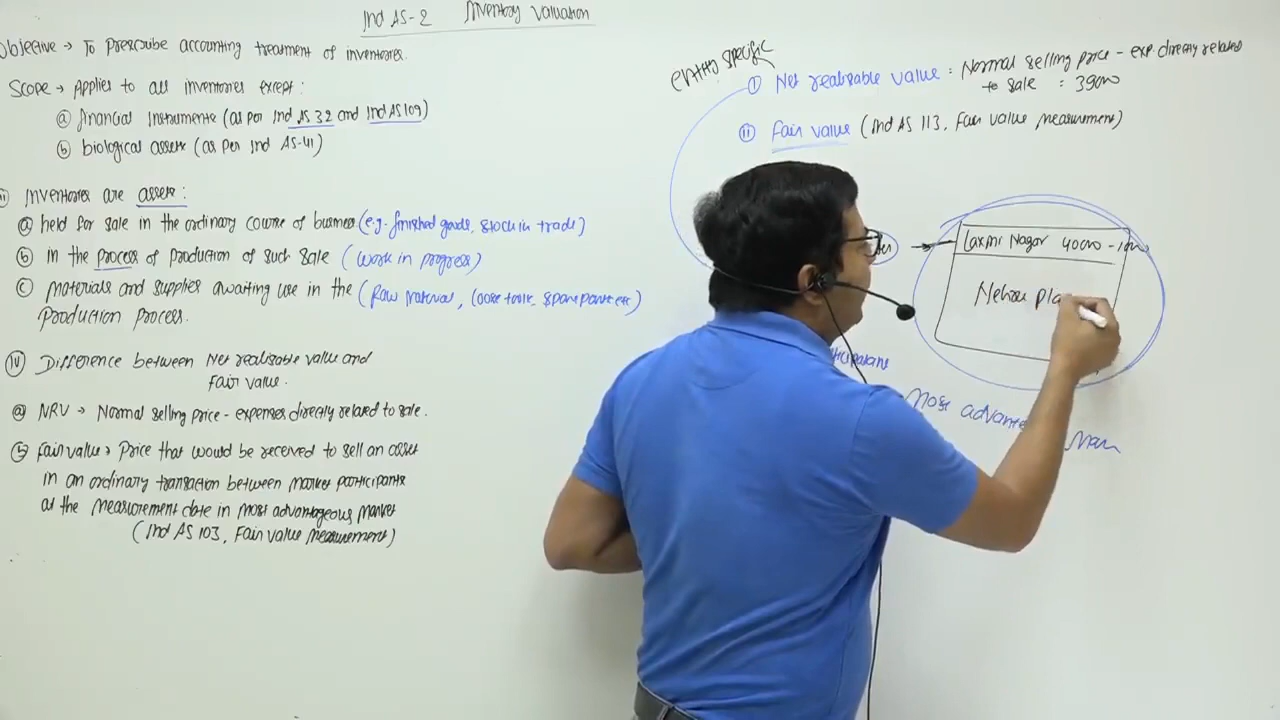 Ind AS-2 Inventory Valuation
Objective → To Prescribe accounting treatment of inventories.
Scope → Applies to all inventories except:
ⓐ financial instruments (as per Ind AS 32 and Ind AS 109)
ⓑ biological assets (as per Ind AS-41)
Inventories are assets:
ⓐ held for sale in the ordinary course of business (e.g. finished goods, stock in trade)
ⓑ in the process of production of such sale (work in progress)
ⓒ materials and supplies awaiting use in the (Raw material, loose tools, spare parts etc)
production process.
ⓘⓥ Difference between Net realisable value and
Fair value.
ⓐ NRV → Normal selling price - expenses directly related to sale.
ⓑ Fair value → Price that would be received to sell an asset
in an ordinary transaction between market participants
at the measurement date in most advantageous market
(Ind AS 103, Fair value measurement)
entity specific
ⓘ Net realisable value = Normal selling price - exp. directly related
to sale = 39000
ⓘⓘ Fair value (Ind AS 113, Fair value measurement)
Laxmi Nagar 40000 - 1000
Nehru Pla
most advan